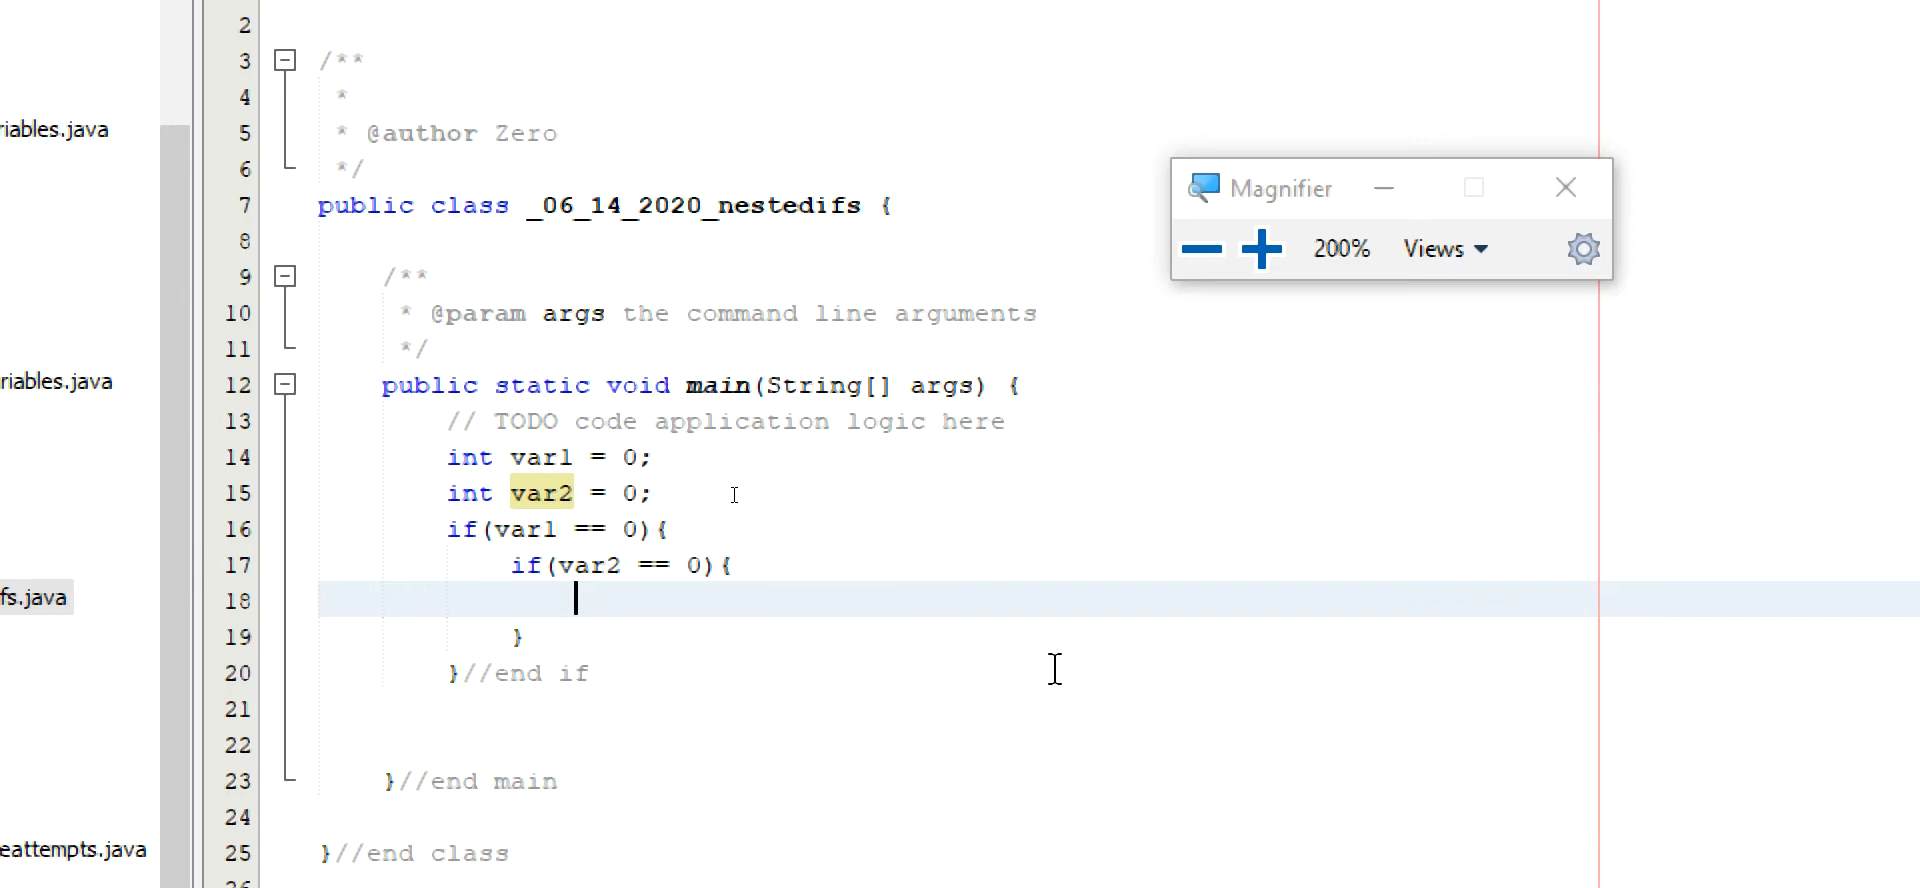 2
3 /**
4 *
riables.java
5 * @author Zero
6 */
Magnifier
7 public class _06_14_2020_nestedifs {
8
200% Views
9 /**
10 * @param args the command line arguments
11 */
riables.java
12 public static void main(String[] args) {
13 // TODO code application logic here
14 int var1 = 0;
15 int var2 = 0;
16 if(var1 == 0){
17 if(var2 == 0){
fs.java
18
19 }
20 }//end if
21
22
23 }//end main
24
eattempts.java
25 }//end class
26